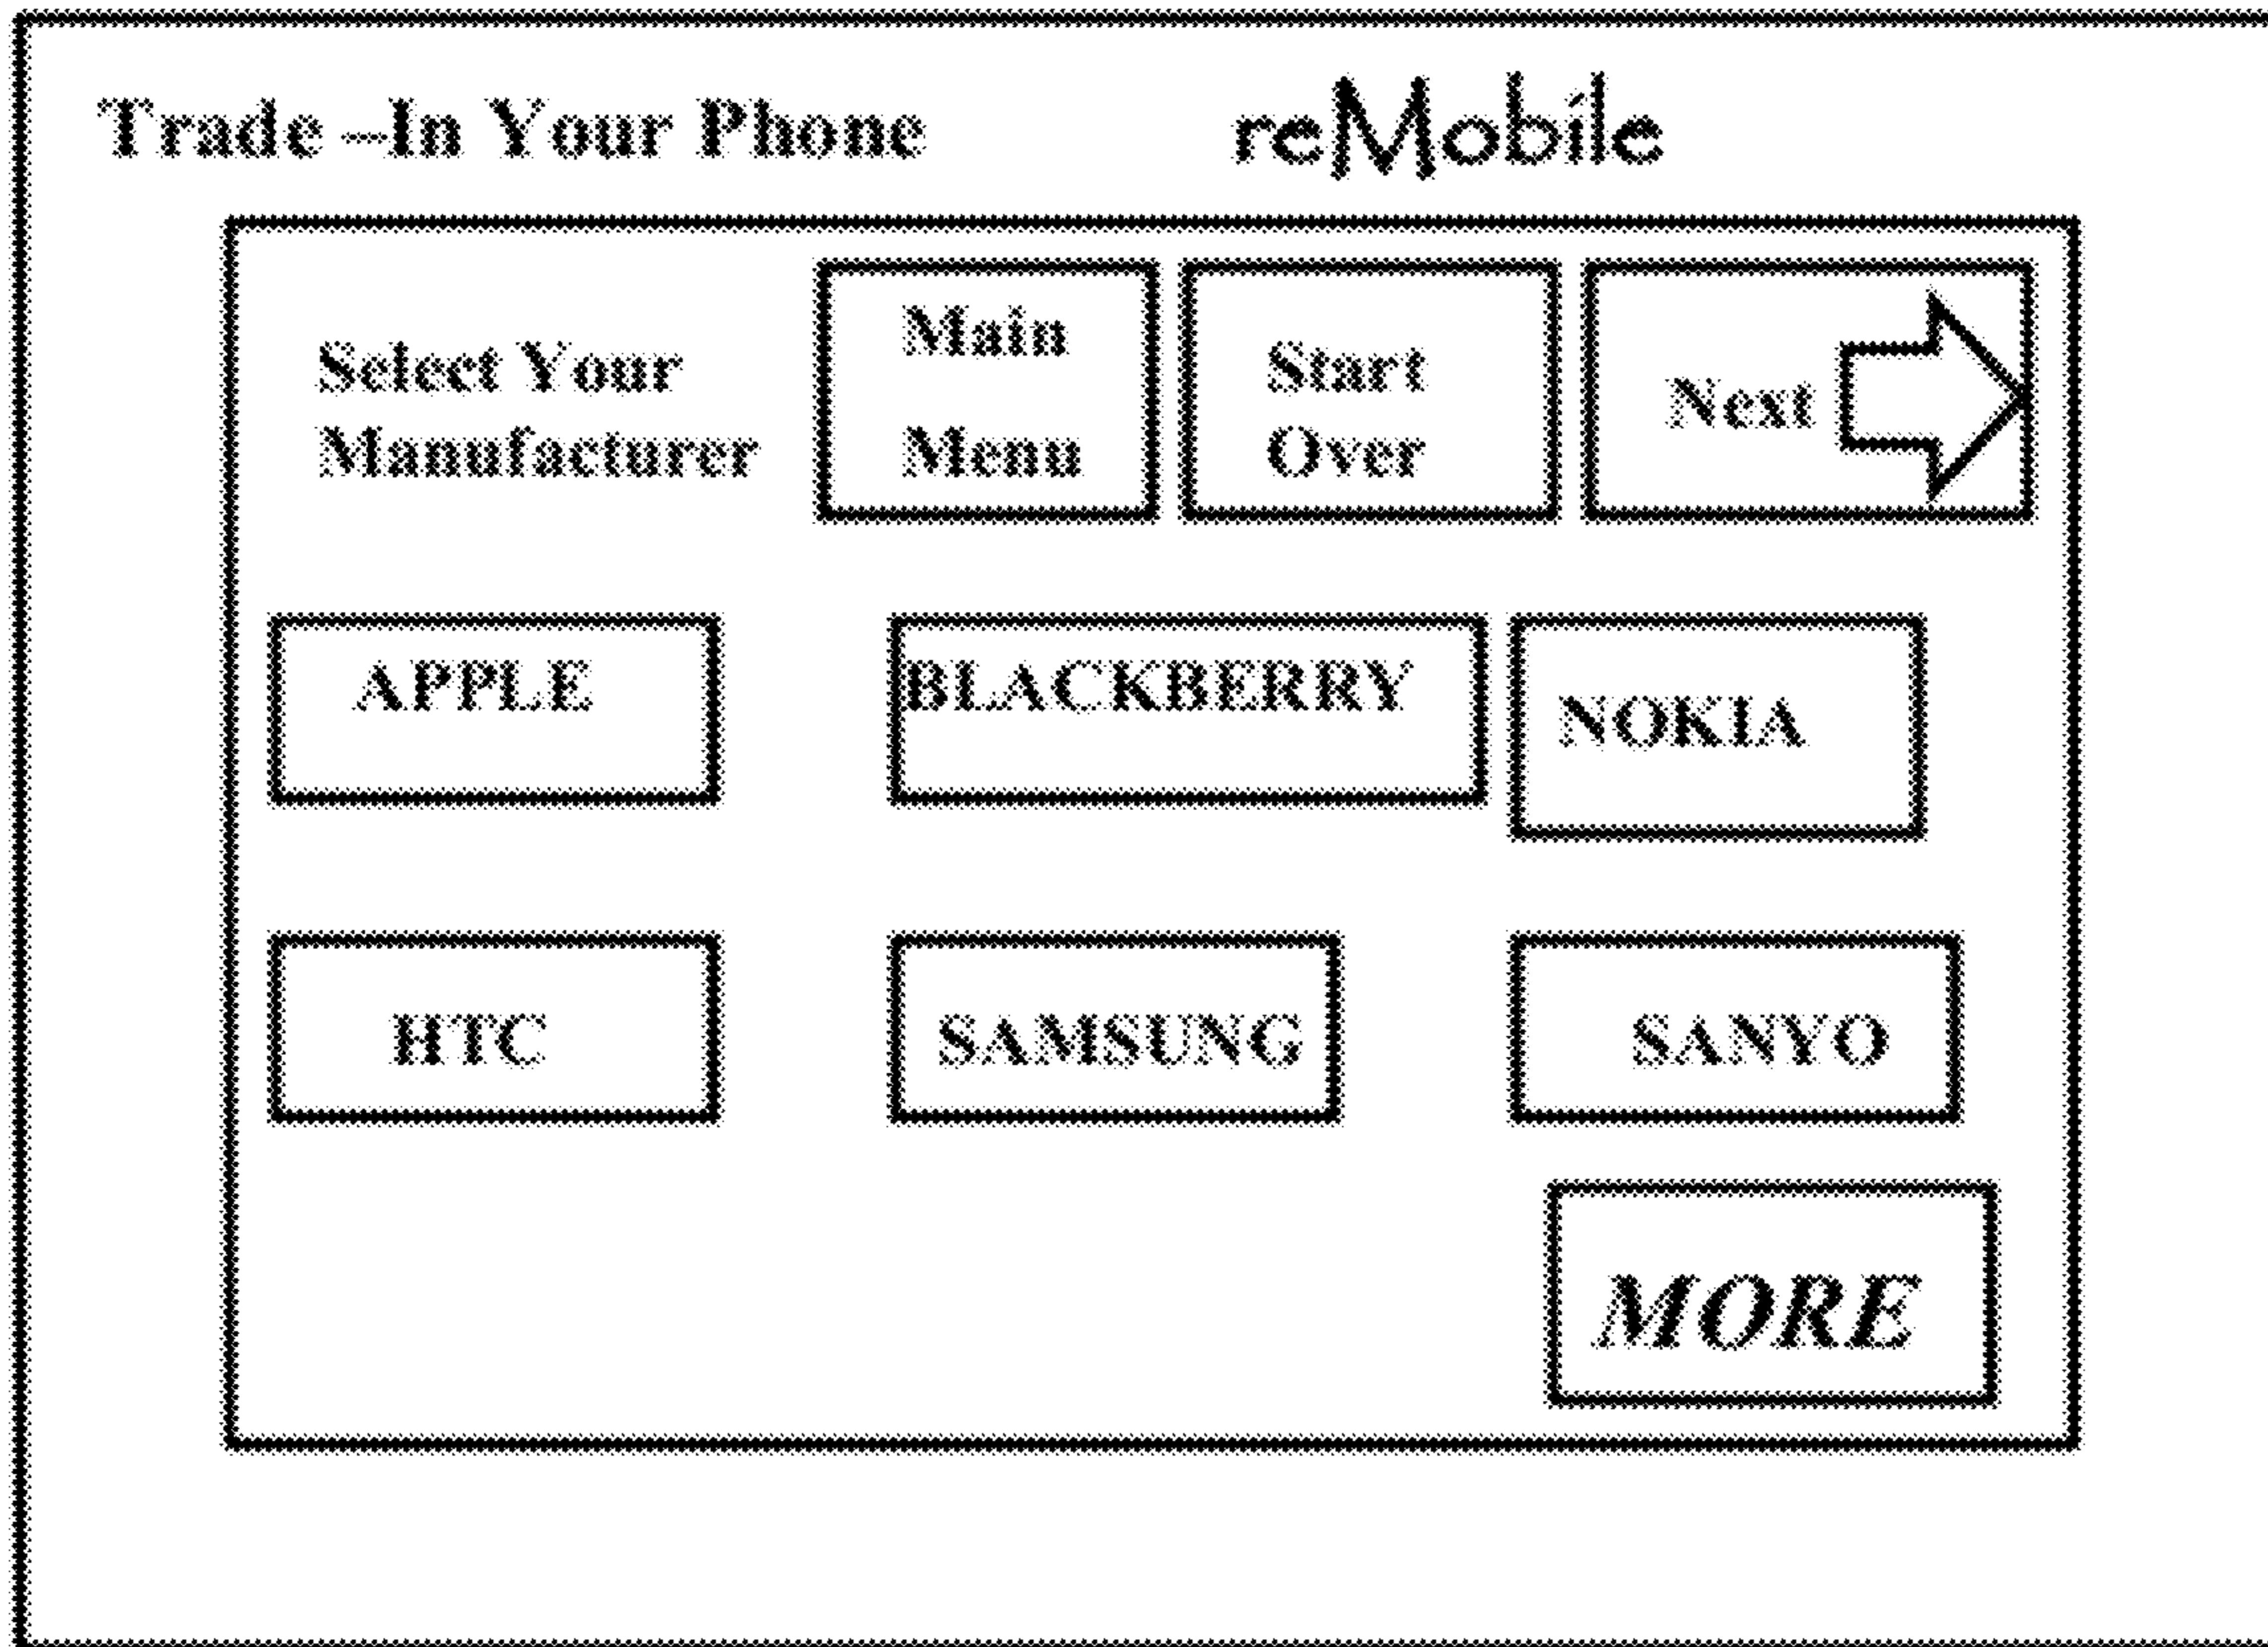 Trade –In Your Phone
reMobile
Select Your
Manufacturer
Main
Menu
Start
Over
Next
APPLE
BLACKBERRY
NOKIA
HTC
SAMSUNG
SANYO
MORE